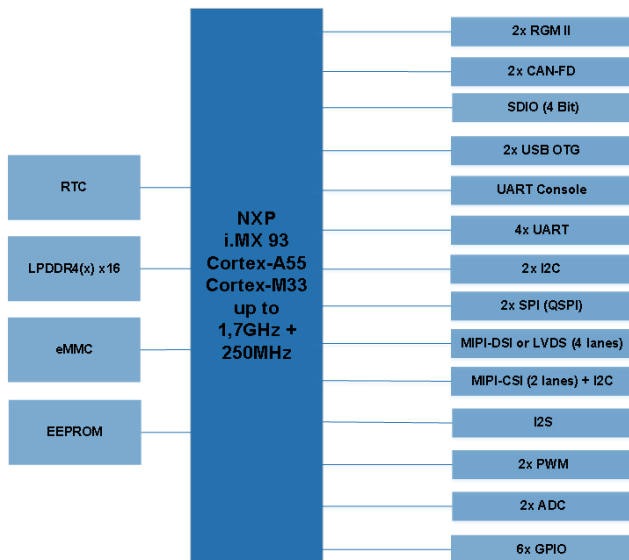 RTC
LPDDR4(x) x16
eMMC
EEPROM
NXP
i.MX 93
Cortex-A55
Cortex-M33
up to
1,7GHz +
250MHz
2x RGM II
2x CAN-FD
SDIO (4 Bit)
2x USB OTG
UART Console
4x UART
2x I2C
2x SPI (QSPI)
MIPI-DSI or LVDS (4 lanes)
MIPI-CSI (2 lanes) + I2C
I2S
2x PWM
2x ADC
6x GPIO